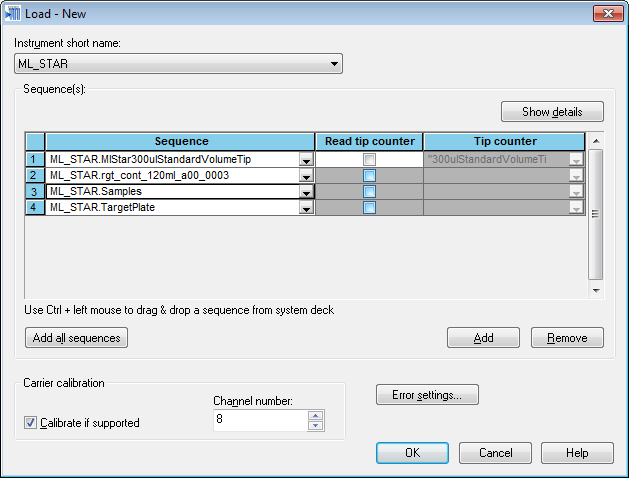 Load - New
Instrument short name:
ML_STAR
Sequence(s):
Show details
Sequence Read tip counter Tip counter
1 ML_STAR.MlStar300ulStandardVolumeTip "300ulStandardVolumeTi
2 ML_STAR.rgt_cont_120ml_a00_0003
3 ML_STAR.Samples
4 ML_STAR.TargetPlate
Use Ctrl + left mouse to drag & drop a sequence from system deck
Add all sequences Add Remove
Carrier calibration
Channel number:
Error settings...
Calibrate if supported 8
OK Cancel Help